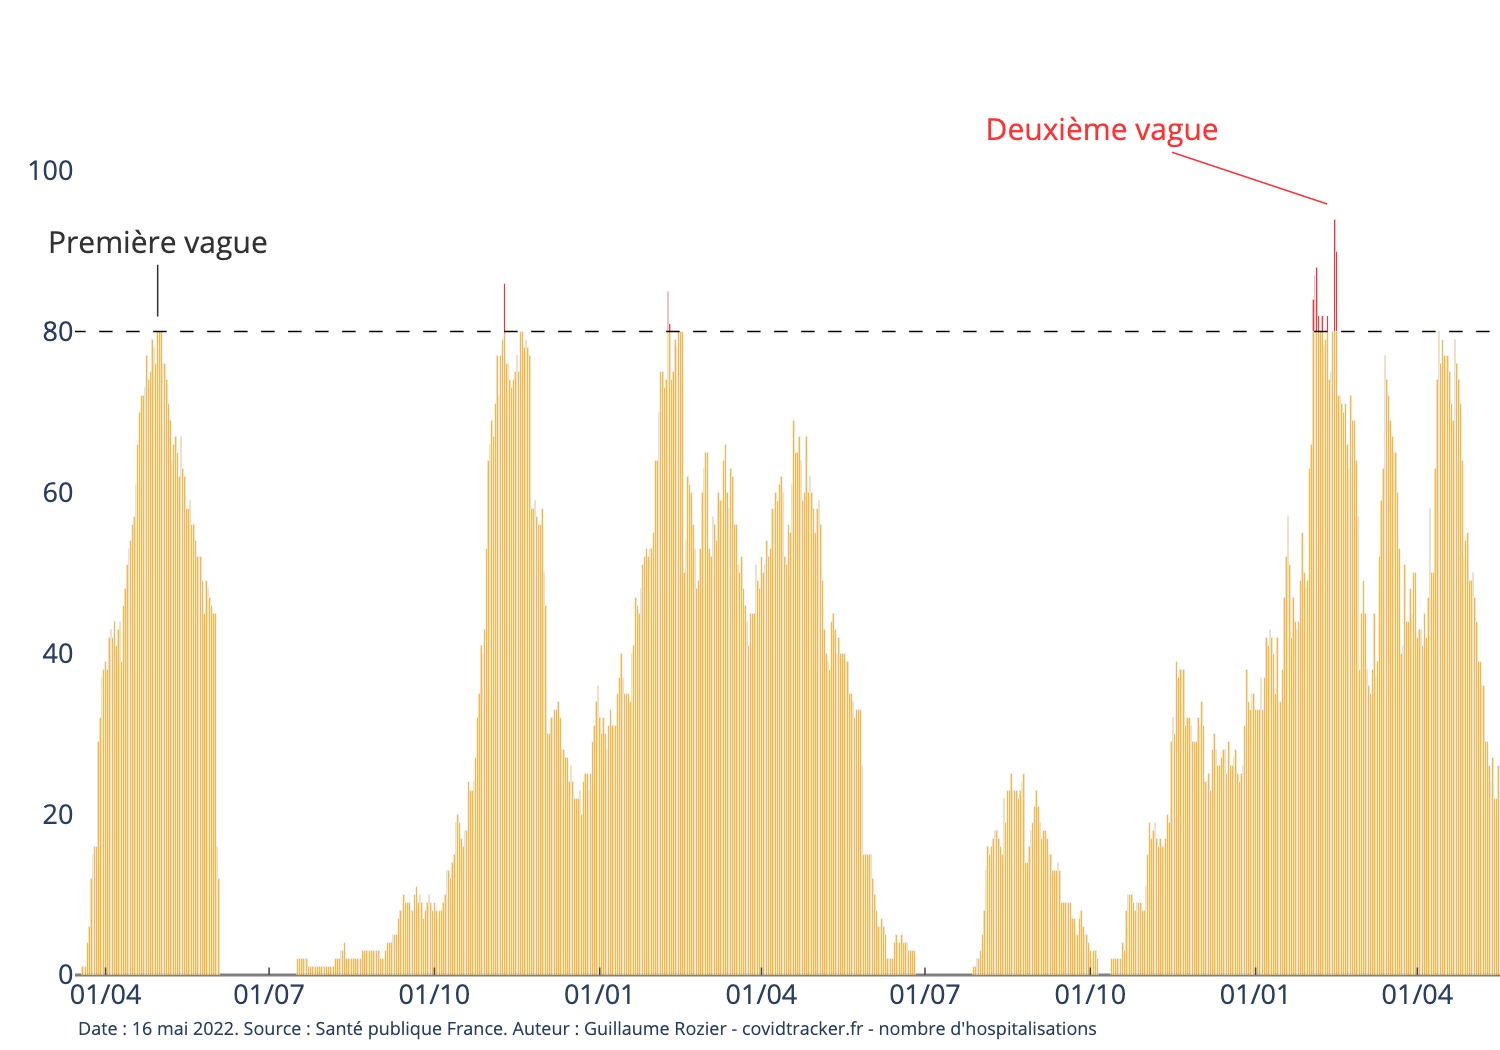 Deuxième vague
100
Première vague
80
60
40
20
0
01/04 01/07 01/10 01/01 01/04 01/07 01/10 01/01 01/04
Date : 16 mai 2022. Source : Santé publique France. Auteur : Guillaume Rozier - covidtracker.fr - nombre d'hospitalisations